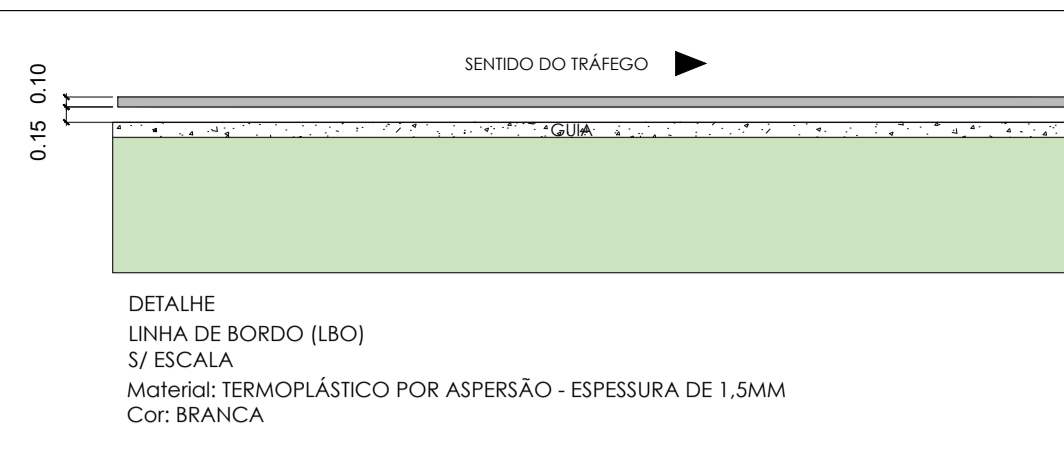 SENTIDO DO TRÁFEGO
0.10
0.15
GUIA
DETALHE
LINHA DE BORDO (LBO)
S/ ESCALA
Material: TERMOPLÁSTICO POR ASPERSÃO - ESPESSURA DE 1,5MM
Cor: BRANCA